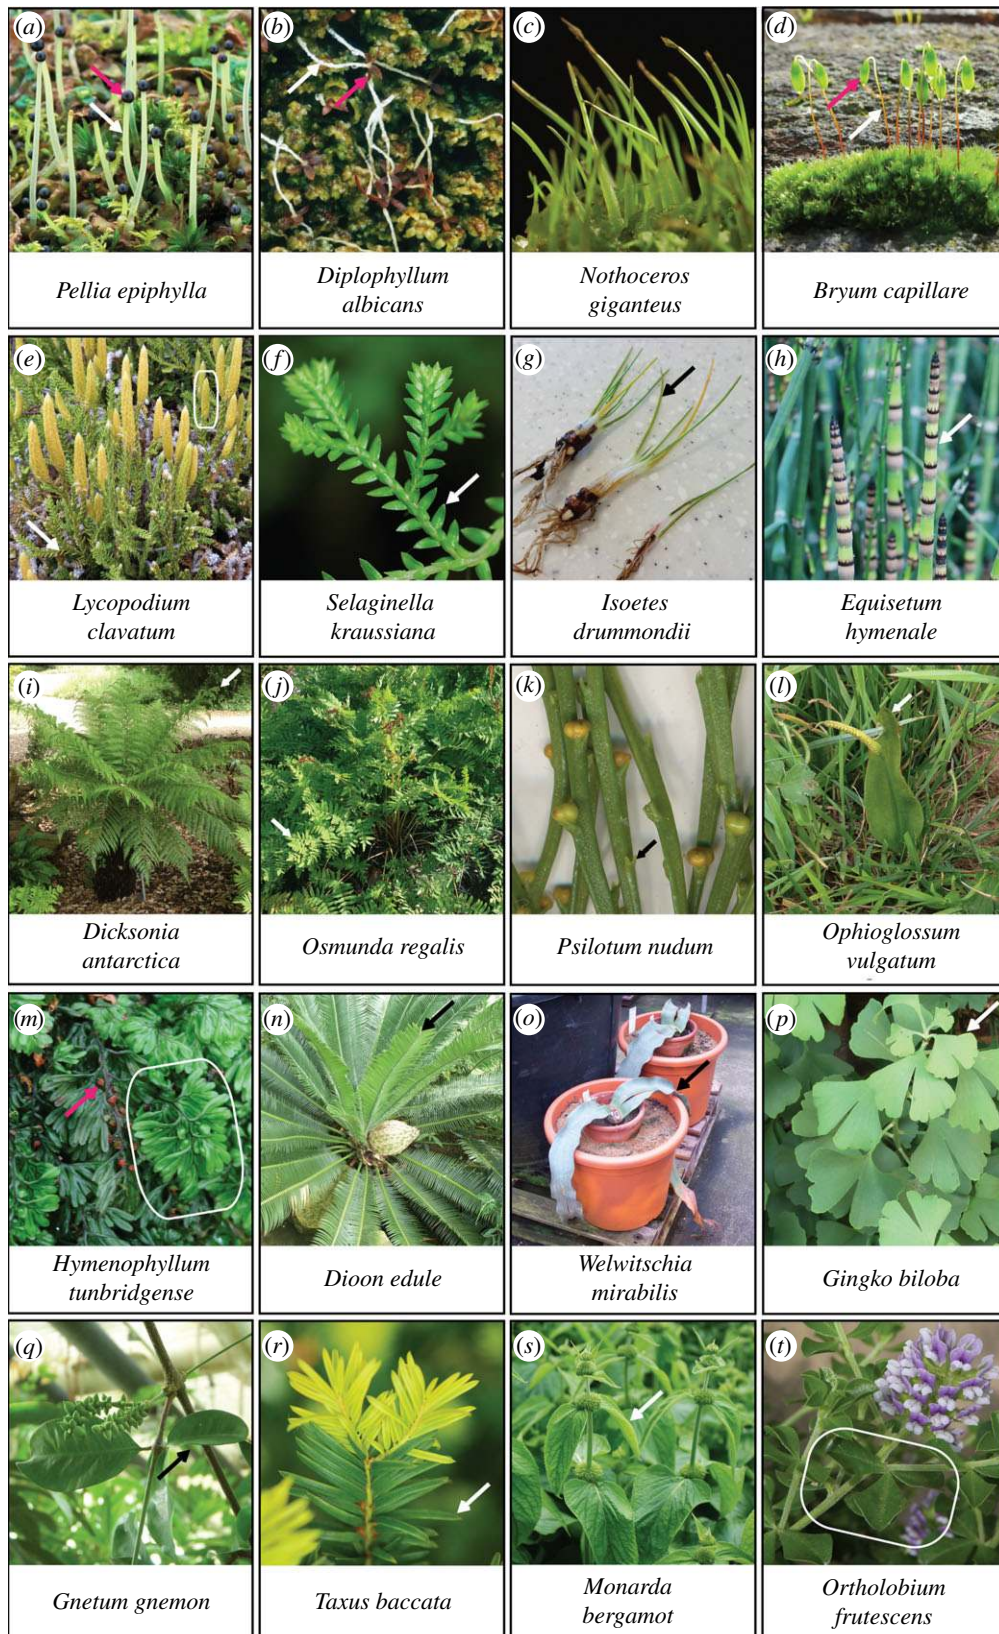 (a)
(b)
(c)
(d)
Pellia epiphylla
Diplophyllum
albicans
Nothoceros
giganteus
Bryum capillare
(e)
(f)
(g)
(h)
Lycopodium
clavatum
Selaginella
kraussiana
Isoetes
drummondii
Equisetum
hymenale
(i)
(j)
(k)
(l)
Dicksonia
antarctica
Osmunda regalis
Psilotum nudum
Ophioglossum
vulgatum
(m)
(n)
(o)
(p)
Hymenophyllum
tunbridgense
Dioon edule
Welwitschia
mirabilis
Gingko biloba
(q)
(r)
(s)
(t)
Gnetum gnemon
Taxus baccata
Monarda
bergamot
Ortholobium
frutescens